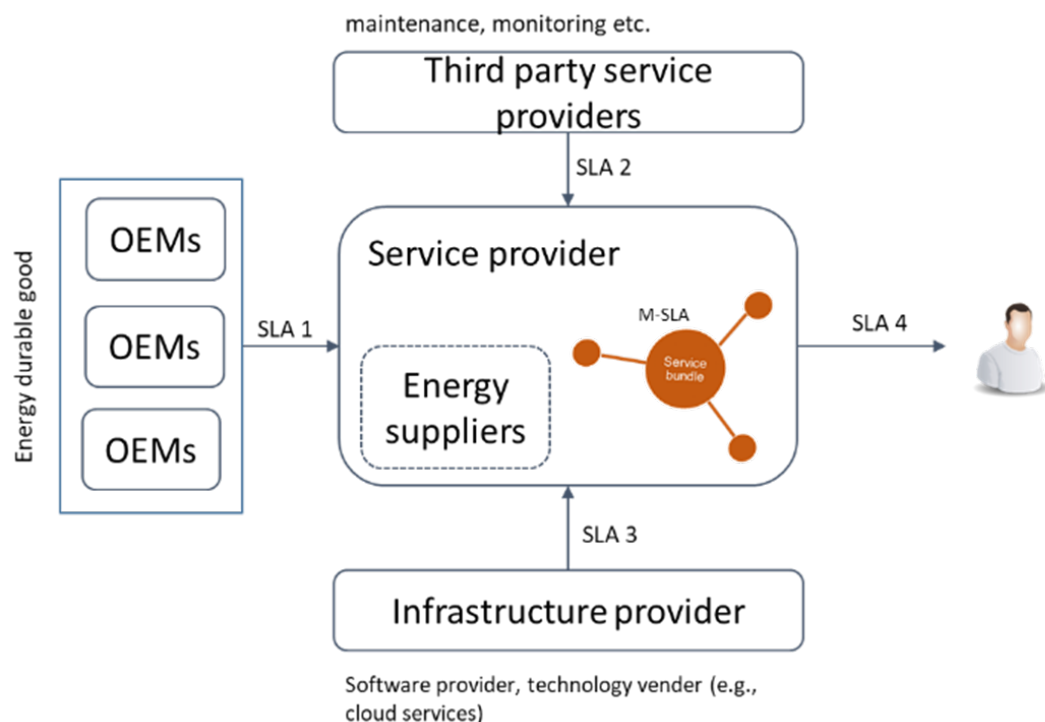 maintenance, monitoring etc.
Third party service
providers
SLA 2
Energy durable good
OEMs
OEMs
OEMs
SLA 1
Service provider
M-SLA
Service
bundle
Energy
suppliers
SLA 4
SLA 3
Infrastructure provider
Software provider, technology vender (e.g.,
cloud services)